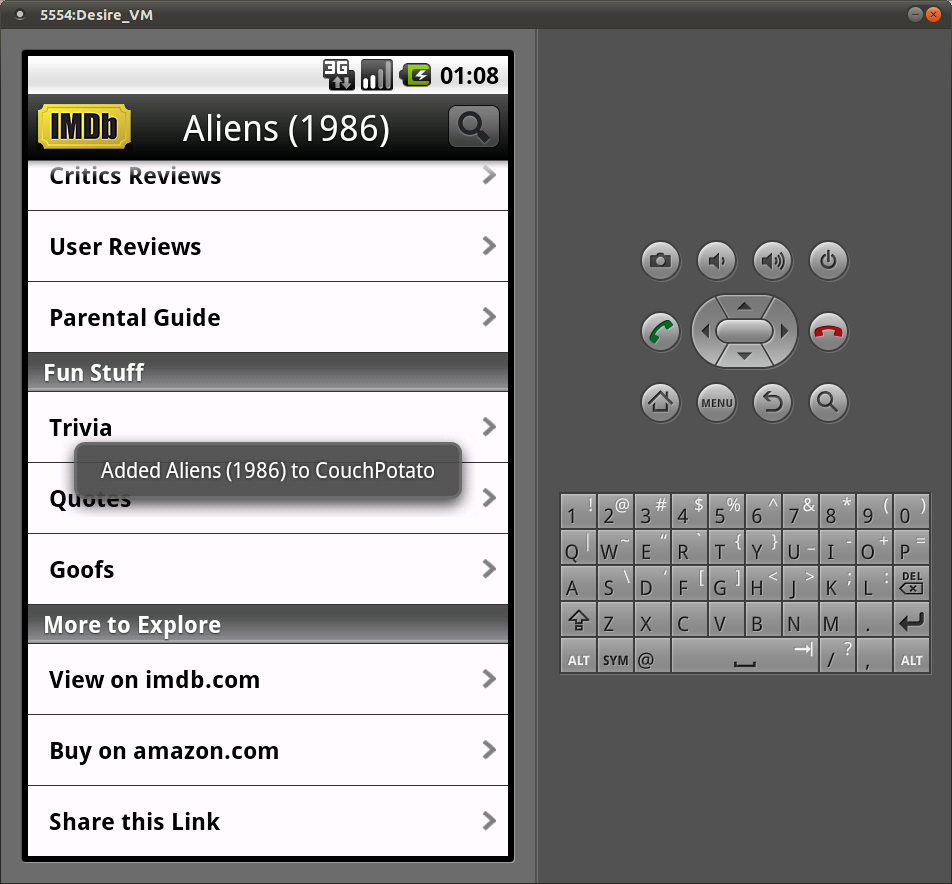 5554:Desire_VM
3G 01:08
IMDb Aliens (1986)
Critics Reviews
User Reviews
Parental Guide
Fun Stuff
Trivia
Added Aliens (1986) to CouchPotato
Quotes
Goofs
More to Explore
View on imdb.com
Buy on amazon.com
Share this Link
MENU
1 ! 2 @ 3 # 4 $ 5 % 6 ^ 7 & 8 * 9 ( 0 )
Q | W ~ E “ R ` T { Y } U _ I - O + P =
A S \ D ‘ F [ G ] H < J > K ; L : DEL
Z X C V B N M .
ALT SYM @ / ? , ALT